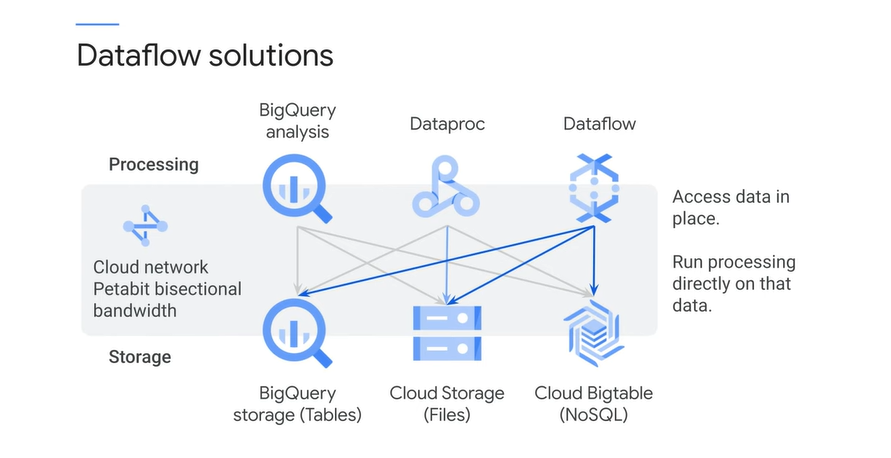 Dataflow solutions
BigQuery
analysis
Dataproc
Dataflow
Processing
Cloud network
Petabit bisectional
bandwidth
Access data in
place.
Run processing
directly on that
data.
Storage
BigQuery
storage (Tables)
Cloud Storage
(Files)
Cloud Bigtable
(NoSQL)